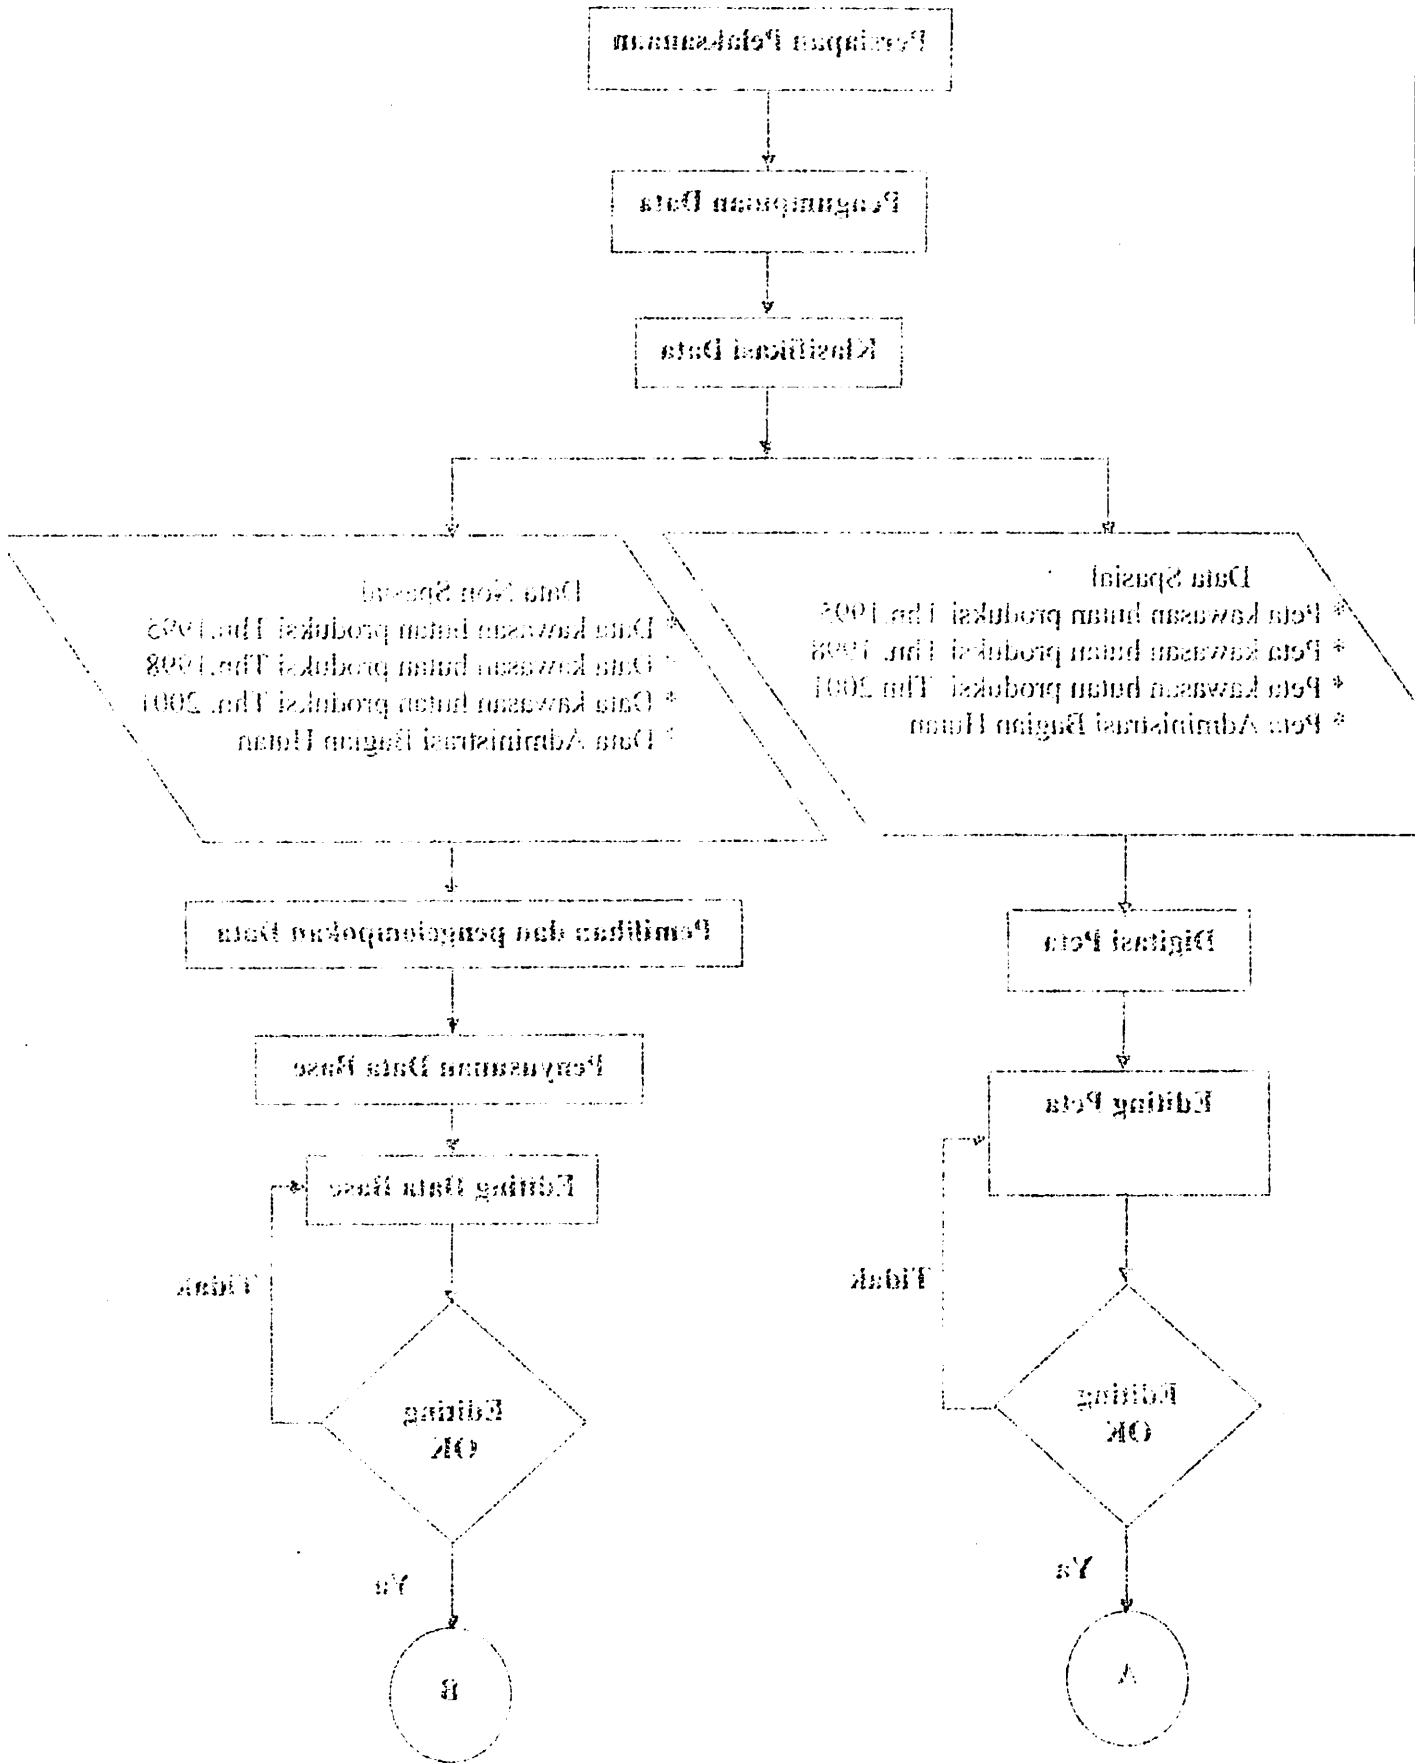 Persiapan Pelaksanaan
Pengumpulan Data
Klasifikasi Data
Data Spasial
* Peta kawasan hutan produksi Thn.1995
* Peta kawasan hutan produksi Thn. 1998
* Peta kawasan hutan produksi Thn 2001
* Peta Administrasi Bagian Hutan
Data Non Spasial
* Data kawasan hutan produksi Thn.1995
* Data kawasan hutan produksi Thn.1998
* Data kawasan hutan produksi Thn. 2001
* Data Administrasi Bagian Hutan
Digitasi Peta
Editing Peta
Tidak
Editing
OK
Ya
A
Pemilihan dan pengelompokan Data
Penyusunan Data Base
Editing Data Base
Tidak
Editing
OK
Ya
B